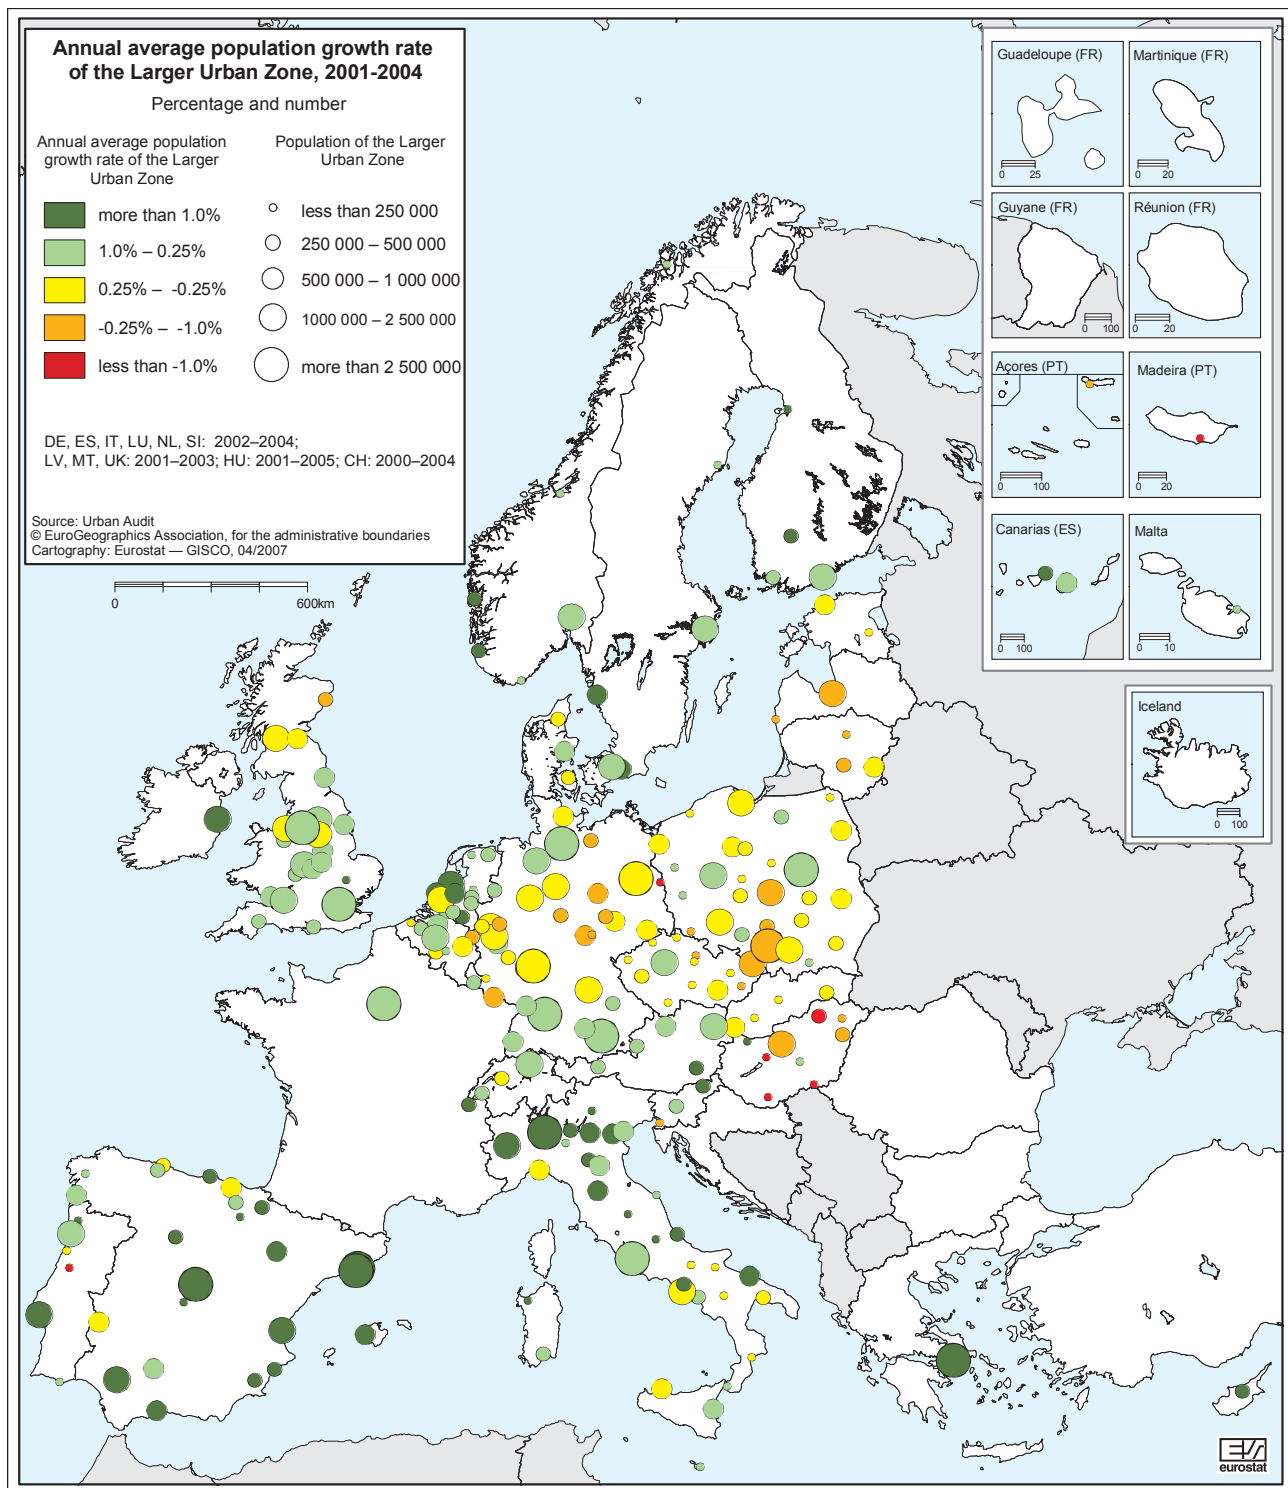 Annual average population growth rate
of the Larger Urban Zone, 2001-2004
Percentage and number
Annual average population
growth rate of the Larger
Urban Zone
more than 1.0%
1.0% – 0.25%
0.25% – -0.25%
-0.25% – -1.0%
less than -1.0%
Population of the Larger
Urban Zone
less than 250 000
250 000 – 500 000
500 000 – 1 000 000
1000 000 – 2 500 000
more than 2 500 000
DE, ES, IT, LU, NL, SI: 2002–2004;
LV, MT, UK: 2001–2003; HU: 2001–2005; CH: 2000–2004
Source: Urban Audit
© EuroGeographics Association, for the administrative boundaries
Cartography: Eurostat — GISCO, 04/2007
0 600km
Guadeloupe (FR)
0 25
Martinique (FR)
0 20
Guyane (FR)
0 100
Réunion (FR)
0 20
Açores (PT)
0 100
Madeira (PT)
0 20
Canarias (ES)
0 100
Malta
0 10
Iceland
0 100
eurostat